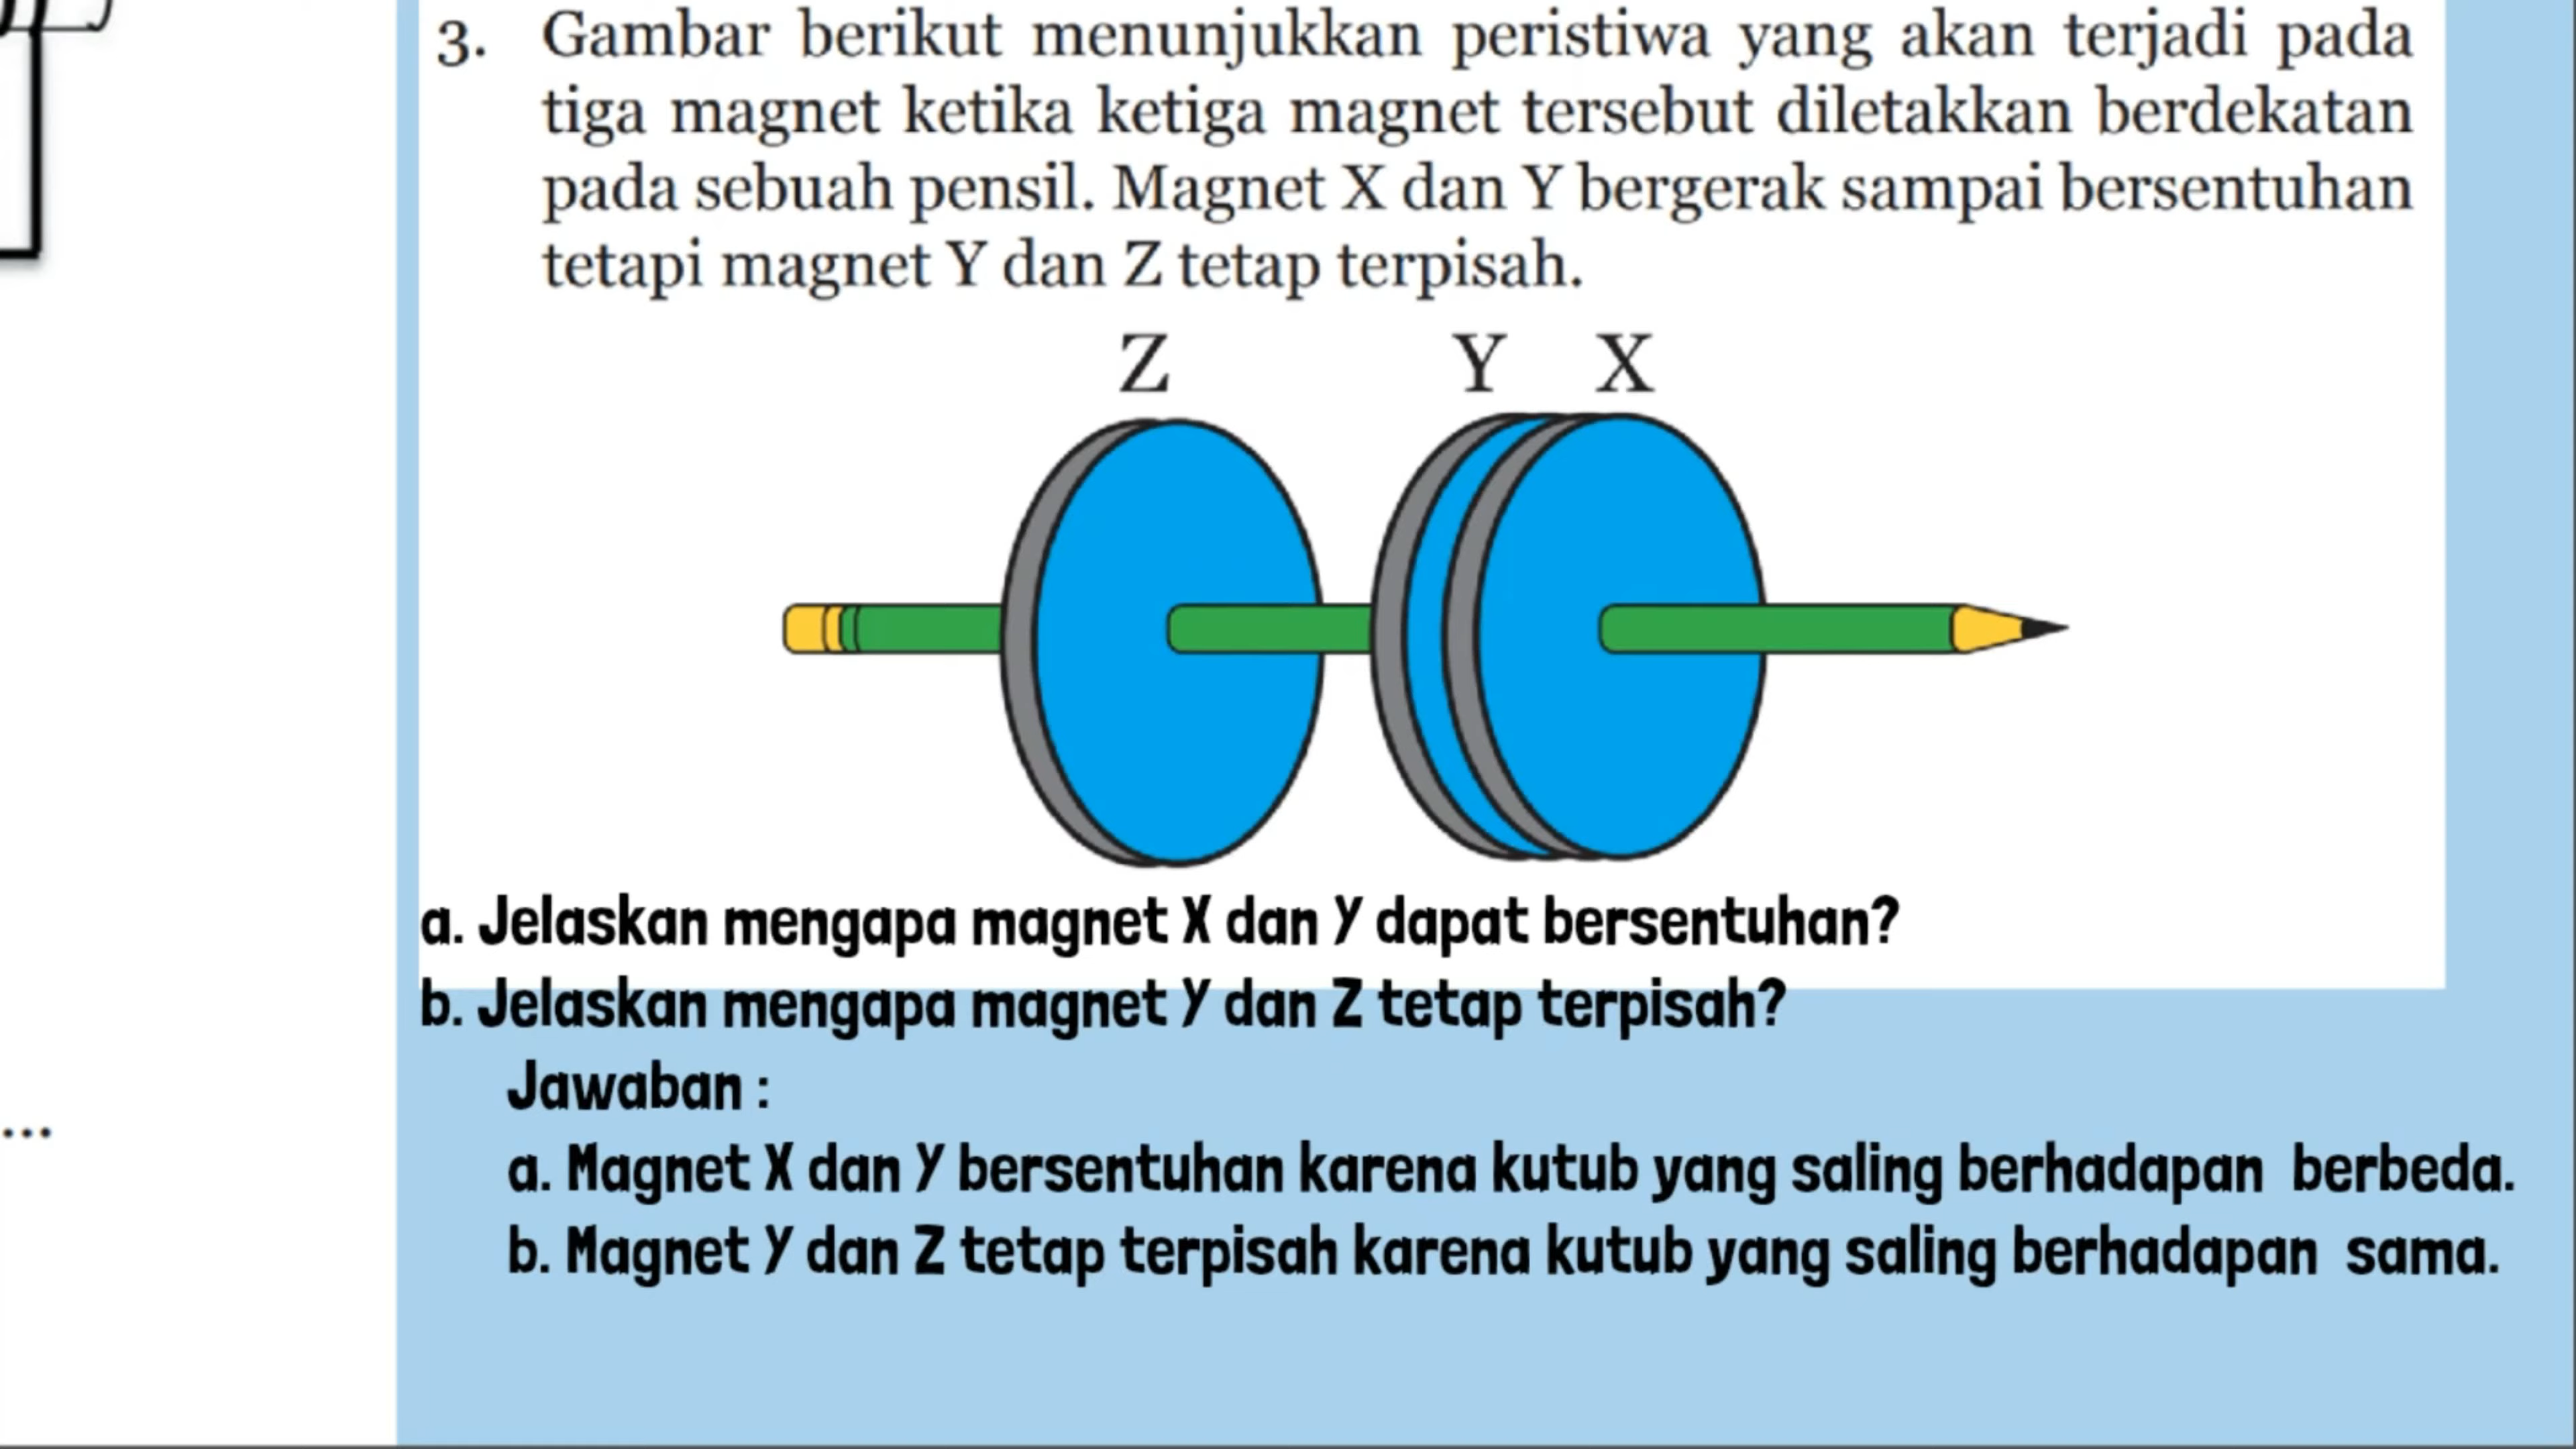 3. Gambar berikut menunjukkan peristiwa yang akan terjadi pada
tiga magnet ketika ketiga magnet tersebut diletakkan berdekatan
pada sebuah pensil. Magnet X dan Y bergerak sampai bersentuhan
tetapi magnet Y dan Z tetap terpisah.
Z Y X
a. Jelaskan mengapa magnet X dan Y dapat bersentuhan?
b. Jelaskan mengapa magnet Y dan Z tetap terpisah?
Jawaban :
...
a. Magnet X dan Y bersentuhan karena kutub yang saling berhadapan berbeda.
b. Magnet Y dan Z tetap terpisah karena kutub yang saling berhadapan sama.